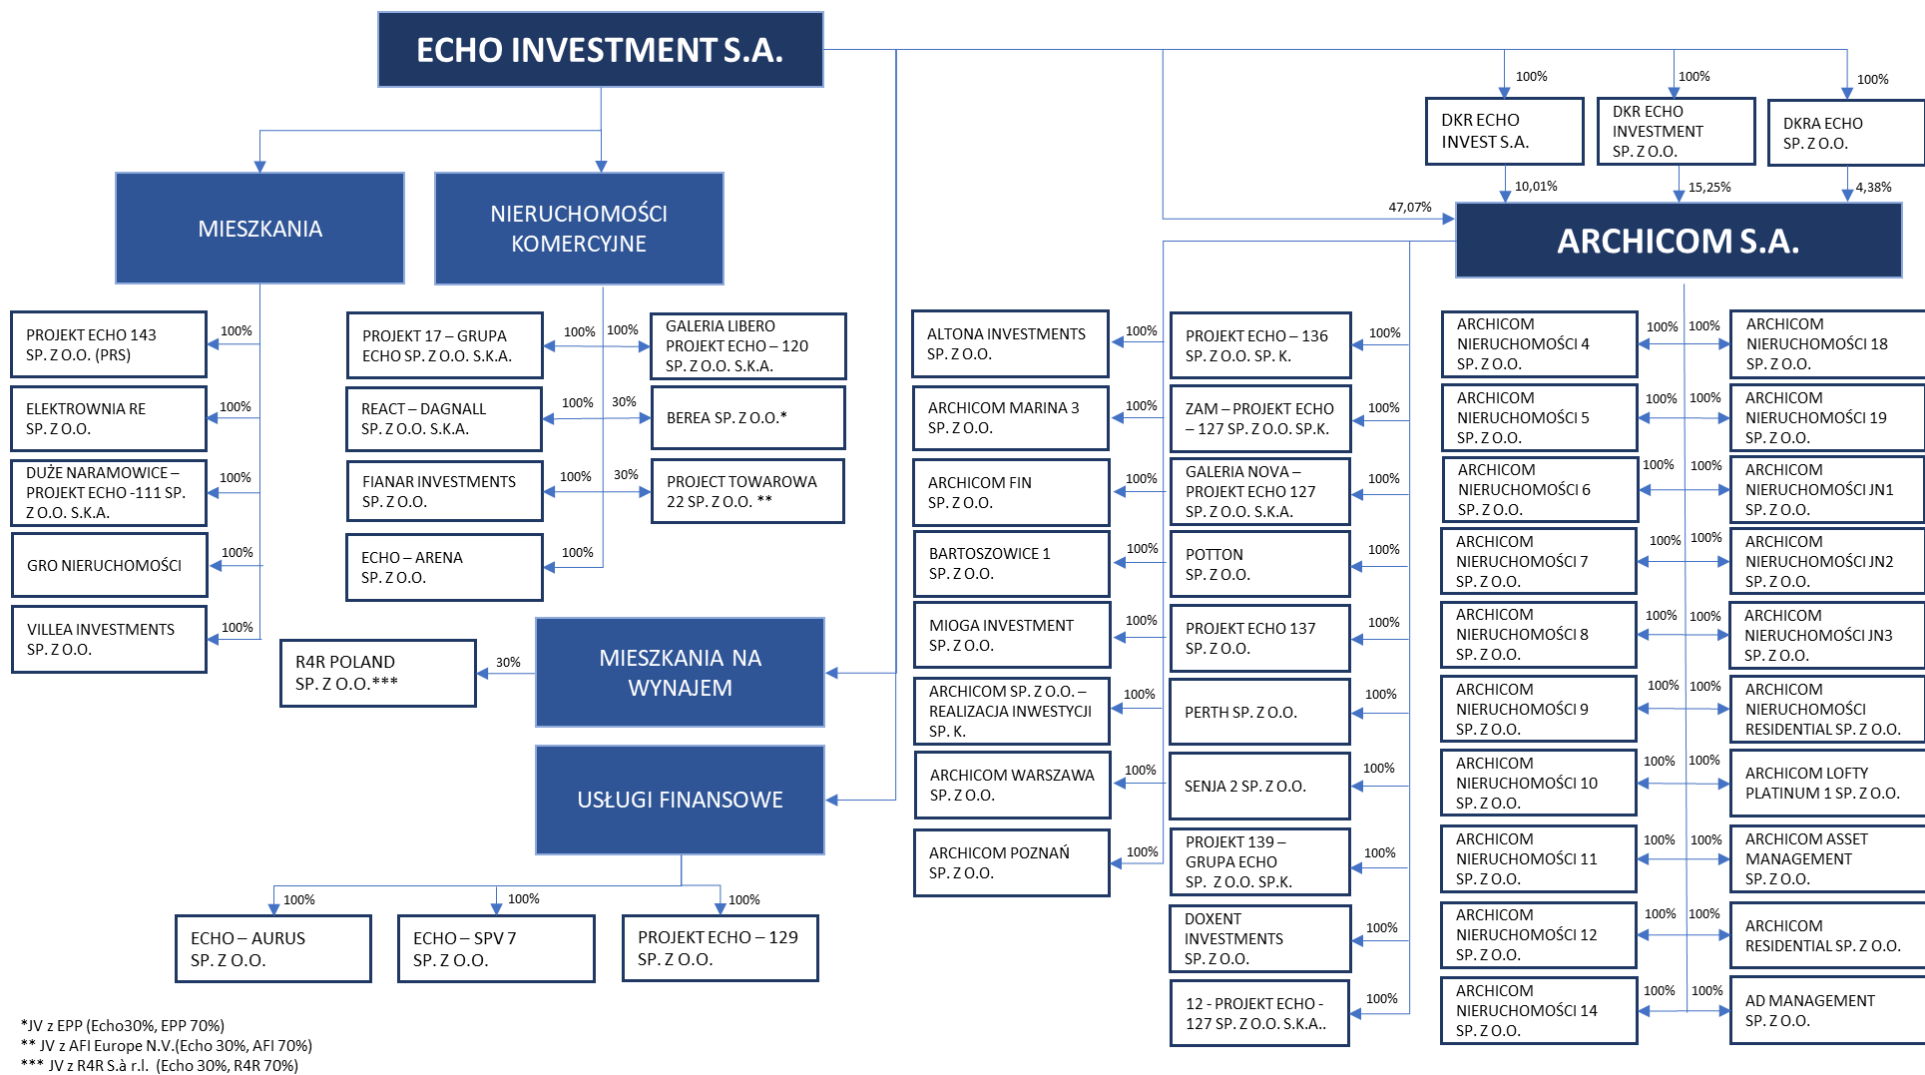 ECHO INVESTMENT S.A.
100%
100%
100%
DKR ECHO
INVEST S.A.
DKR ECHO
INVESTMENT
SP. Z O.O.
DKRA ECHO
SP. Z O.O.
10,01%
15,25%
4,38%
47,07%
ARCHICOM S.A.
MIESZKANIA
NIERUCHOMOŚCI
KOMERCYJNE
PROJEKT ECHO 143
SP. Z O.O. (PRS)
100%
ELEKTROWNIA RE
SP. Z O.O.
100%
DUŻE NARAMOWICE –
PROJEKT ECHO -111 SP.
Z O.O. S.K.A.
100%
GRO NIERUCHOMOŚCI
100%
VILLEA INVESTMENTS
SP. Z O.O.
100%
PROJEKT 17 – GRUPA
ECHO SP. Z O.O. S.K.A.
100%
100%
GALERIA LIBERO
PROJEKT ECHO – 120
SP. Z O.O. S.K.A.
REACT – DAGNALL
SP. Z O.O. S.K.A.
100%
30%
BEREA SP. Z O.O.*
FIANAR INVESTMENTS
SP. Z O.O.
100%
30%
PROJECT TOWAROWA
22 SP. Z O.O. **
ECHO – ARENA
SP. Z O.O.
100%
R4R POLAND
SP. Z O.O.***
30%
MIESZKANIA NA
WYNAJEM
USŁUGI FINANSOWE
100%
100%
100%
ECHO – AURUS
SP. Z O.O.
ECHO – SPV 7
SP. Z O.O.
PROJEKT ECHO – 129
SP. Z O.O.
ALTONA INVESTMENTS
SP. Z O.O.
100%
ARCHICOM MARINA 3
SP. Z O.O.
100%
ARCHICOM FIN
SP. Z O.O.
100%
BARTOSZOWICE 1
SP. Z O.O.
100%
MIOGA INVESTMENT
SP. Z O.O.
100%
ARCHICOM SP. Z O.O. –
REALIZACJA INWESTYCJI
SP. K.
100%
ARCHICOM WARSZAWA
SP. Z O.O.
100%
ARCHICOM POZNAŃ
SP. Z O.O.
100%
PROJEKT ECHO – 136
SP. Z O.O. SP. K.
100%
ZAM – PROJEKT ECHO
– 127 SP. Z O.O. SP.K.
100%
GALERIA NOVA –
PROJEKT ECHO 127
SP. Z O.O. S.K.A.
100%
POTTON
SP. Z O.O.
100%
PROJEKT ECHO 137
SP. Z O.O.
100%
PERTH SP. Z O.O.
100%
SENJA 2 SP. Z O.O.
100%
PROJEKT 139 –
GRUPA ECHO
SP. Z O.O. SP.K.
100%
DOXENT
INVESTMENTS
SP. Z O.O.
100%
12 - PROJEKT ECHO -
127 SP. Z O.O. S.K.A..
100%
ARCHICOM
NIERUCHOMOŚCI 4
SP. Z O.O.
100%
100%
ARCHICOM
NIERUCHOMOŚCI 18
SP. Z O.O.
ARCHICOM
NIERUCHOMOŚCI 5
SP. Z O.O.
100%
100%
ARCHICOM
NIERUCHOMOŚCI 19
SP. Z O.O.
ARCHICOM
NIERUCHOMOŚCI 6
SP. Z O.O.
100%
100%
ARCHICOM
NIERUCHOMOŚCI JN1
SP. Z O.O.
ARCHICOM
NIERUCHOMOŚCI 7
SP. Z O.O.
100%
100%
ARCHICOM
NIERUCHOMOŚCI JN2
SP. Z O.O.
ARCHICOM
NIERUCHOMOŚCI 8
SP. Z O.O.
100%
100%
ARCHICOM
NIERUCHOMOŚCI JN3
SP. Z O.O.
ARCHICOM
NIERUCHOMOŚCI 9
SP. Z O.O.
100%
100%
ARCHICOM
NIERUCHOMOŚCI
RESIDENTIAL SP. Z O.O.
ARCHICOM
NIERUCHOMOŚCI 10
SP. Z O.O.
100%
100%
ARCHICOM LOFTY
PLATINUM 1 SP. Z O.O.
ARCHICOM
NIERUCHOMOŚCI 11
SP. Z O.O.
100%
100%
ARCHICOM ASSET
MANAGEMENT
SP. Z O.O.
ARCHICOM
NIERUCHOMOŚCI 12
SP. Z O.O.
100%
100%
ARCHICOM
RESIDENTIAL SP. Z O.O.
ARCHICOM
NIERUCHOMOŚCI 14
SP. Z O.O.
100%
100%
AD MANAGEMENT
SP. Z O.O.
*JV z EPP (Echo30%, EPP 70%)
** JV z AFI Europe N.V.(Echo 30%, AFI 70%)
*** JV z R4R S.à r.l. (Echo 30%, R4R 70%)